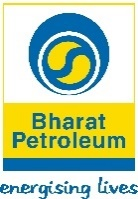 Bharat
Petroleum
energising lives